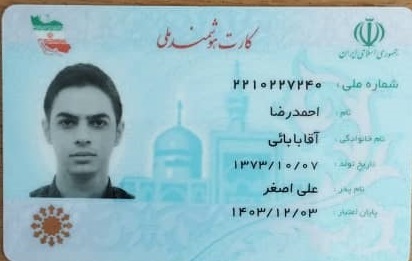 کارت هوشمند ملی
جمهوری اسلامی ایران
شماره ملی : ۲۲۱۰۲۲۷۲۴۰
نام : احمدرضا
نام خانوادگی : آقابابائی
تاریخ تولد : ۱۳۷۳/۱۰/۰۷
نام پدر : علی اصغر
پایان اعتبار : ۱۴۰۳/۱۲/۰۳